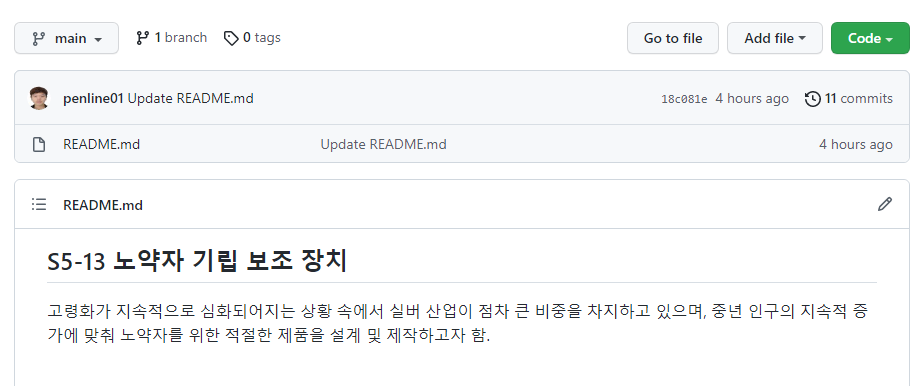 main
1 branch
0 tags
Go to file
Add file
Code
penline01 Update README.md
18c081e 4 hours ago
11 commits
README.md
Update README.md
4 hours ago
README.md
S5-13 노약자 기립 보조 장치
고령화가 지속적으로 심화되어지는 상황 속에서 실버 산업이 점차 큰 비중을 차지하고 있으며, 중년 인구의 지속적 증
가에 맞춰 노약자를 위한 적절한 제품을 설계 및 제작하고자 함.